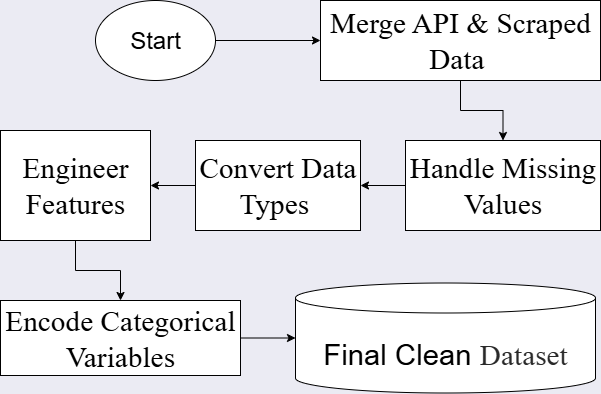 Start
Merge API & Scraped
Data
Handle Missing
Values
Convert Data
Types
Engineer
Features
Encode Categorical
Variables
Final Clean Dataset